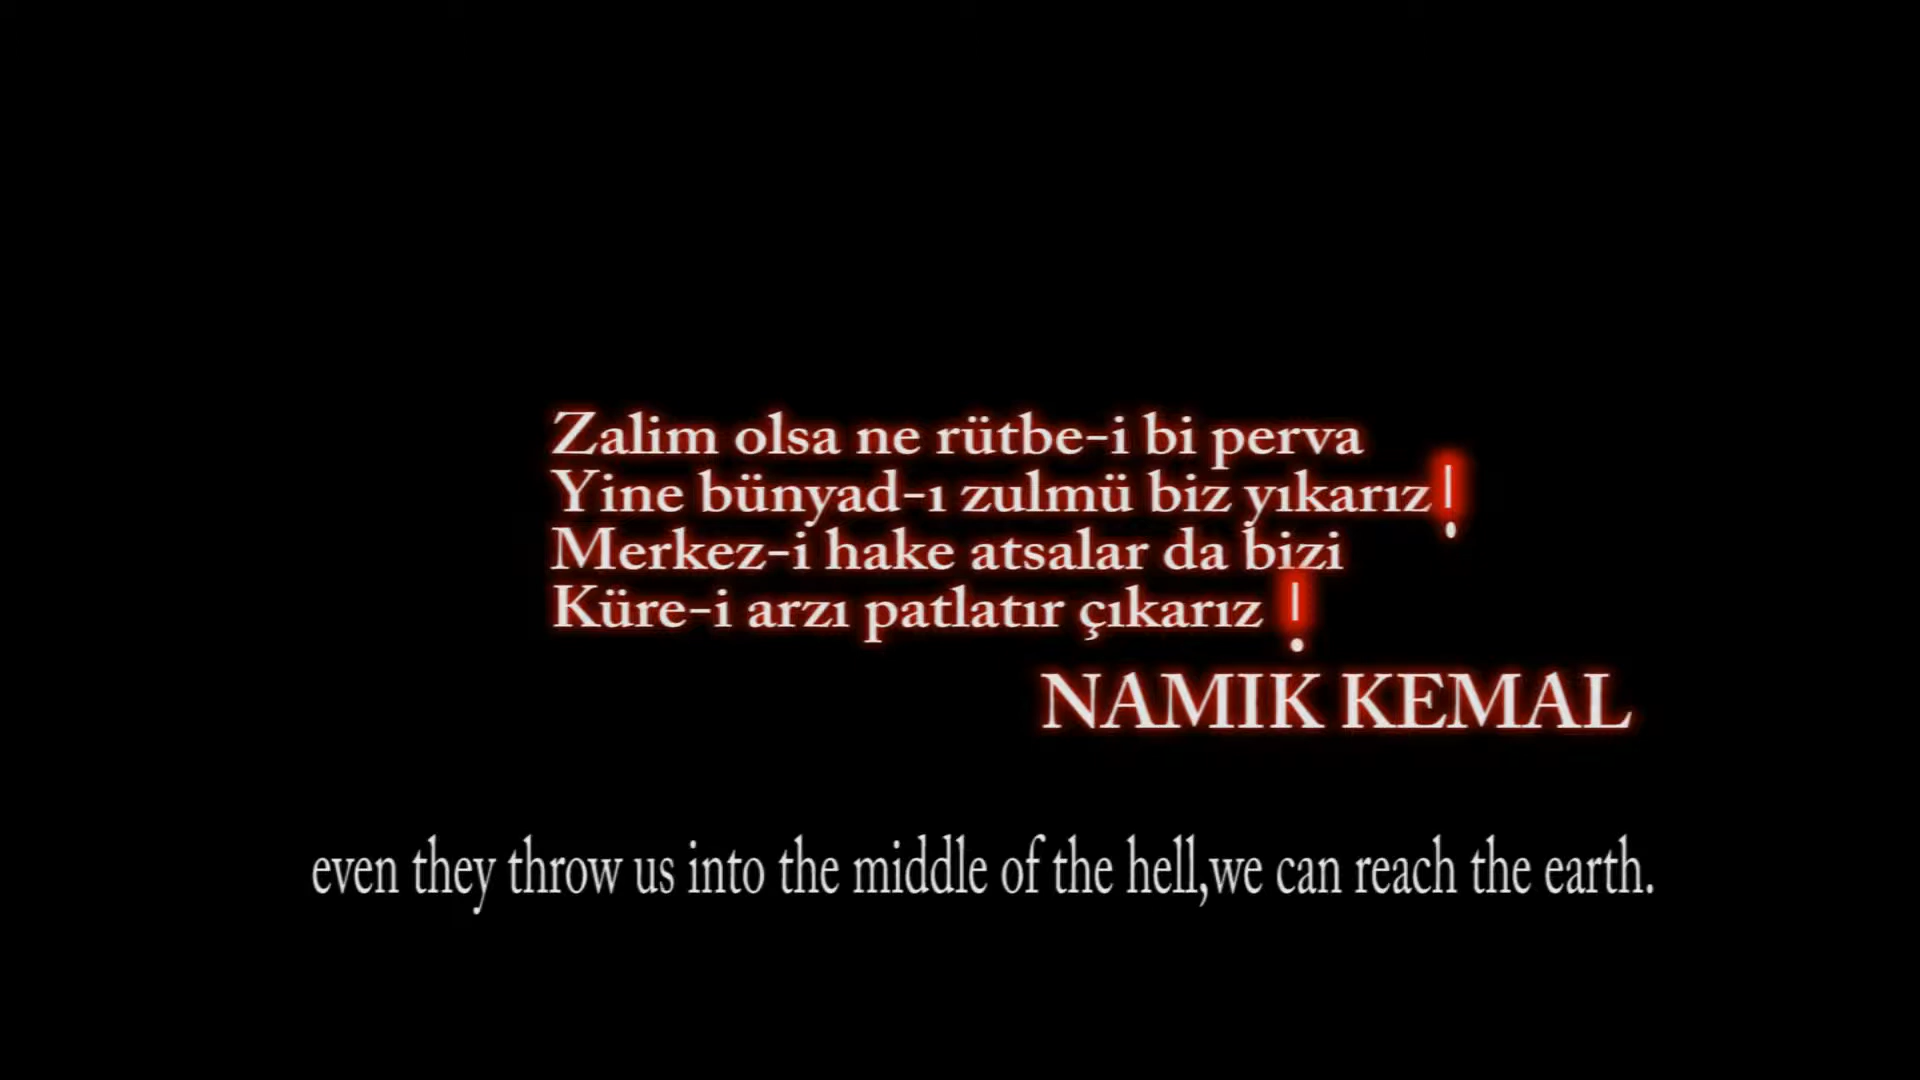 Zalim olsa ne rütbe-i bi perva
Yine bünyad-ı zulmü biz yıkarız!
Merkez-i hake atsalar da bizi
Küre-i arzı patlatır çıkarız !
NAMIK KEMAL
even they throw us into the middle of the hell,we can reach the earth.